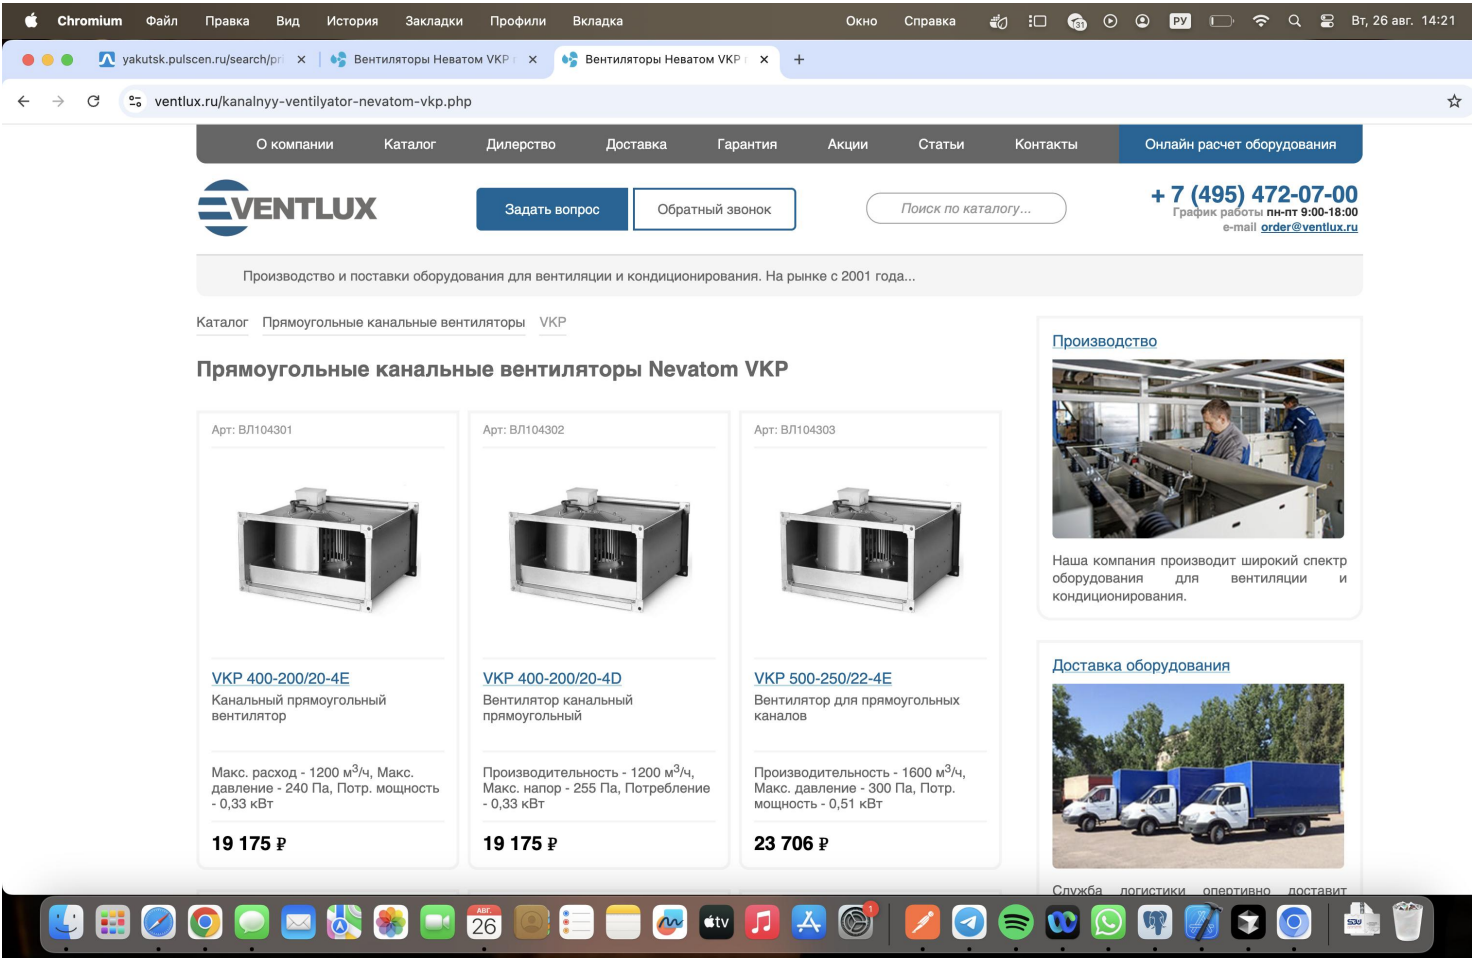 Chromium Файл Правка Вид История Закладки Профили Вкладка Окно Справка РУ Вт, 26 авг. 14:21
yakutsk.pulscen.ru/search/pri Вентиляторы Неватом VKP Вентиляторы Неватом VKP
ventlux.ru/kanalnyy-ventilyator-nevatom-vkp.php
О компании Каталог Дилерство Доставка Гарантия Акции Статьи Контакты Онлайн расчет оборудования
VENTLUX
Задать вопрос Обратный звонок Поиск по каталогу...
+ 7 (495) 472-07-00
График работы пн-пт 9:00-18:00
e-mail order@ventlux.ru
Производство и поставки оборудования для вентиляции и кондиционирования. На рынке с 2001 года...
Каталог Прямоугольные канальные вентиляторы VKP
Прямоугольные канальные вентиляторы Nevatom VKP
Арт: ВЛ104301
VKP 400-200/20-4E
Канальный прямоугольный
вентилятор
Макс. расход - 1200 м³/ч, Макс.
давление - 240 Па, Потр. мощность
- 0,33 кВт
19 175 ₽
Арт: ВЛ104302
VKP 400-200/20-4D
Вентилятор канальный
прямоугольный
Производительность - 1200 м³/ч,
Макс. напор - 255 Па, Потребление
- 0,33 кВт
19 175 ₽
Арт: ВЛ104303
VKP 500-250/22-4E
Вентилятор для прямоугольных
каналов
Производительность - 1600 м³/ч,
Макс. давление - 300 Па, Потр.
мощность - 0,51 кВт
23 706 ₽
Производство
Наша компания производит широкий спектр
оборудования для вентиляции и
кондиционирования.
Доставка оборудования
Служба логистики оперативно доставит
АВГ.
26
tv
1